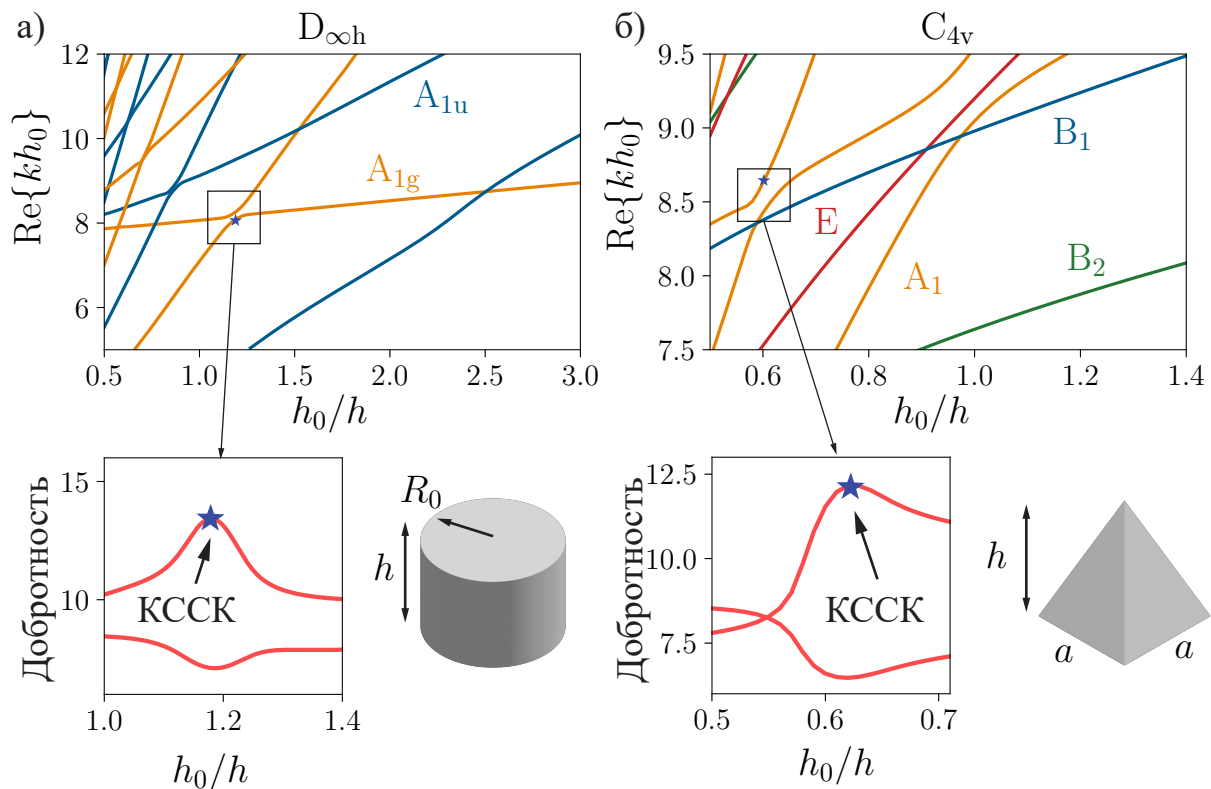 а)
D∞h
Re{kh₀}
12
10
8
6
A₁ᵤ
A₁g
0.5 1.0 1.5 2.0 2.5 3.0
h₀/h
б)
C₄ᵥ
Re{kh₀}
9.5
9.0
8.5
8.0
7.5
B₁
E
A₁
B₂
0.6 0.8 1.0 1.2 1.4
h₀/h
Добротность
15
10
КССК
1.0 1.2 1.4
h₀/h
R₀
h
Добротность
12.5
10.0
7.5
КССК
0.5 0.6 0.7
h₀/h
h
a a